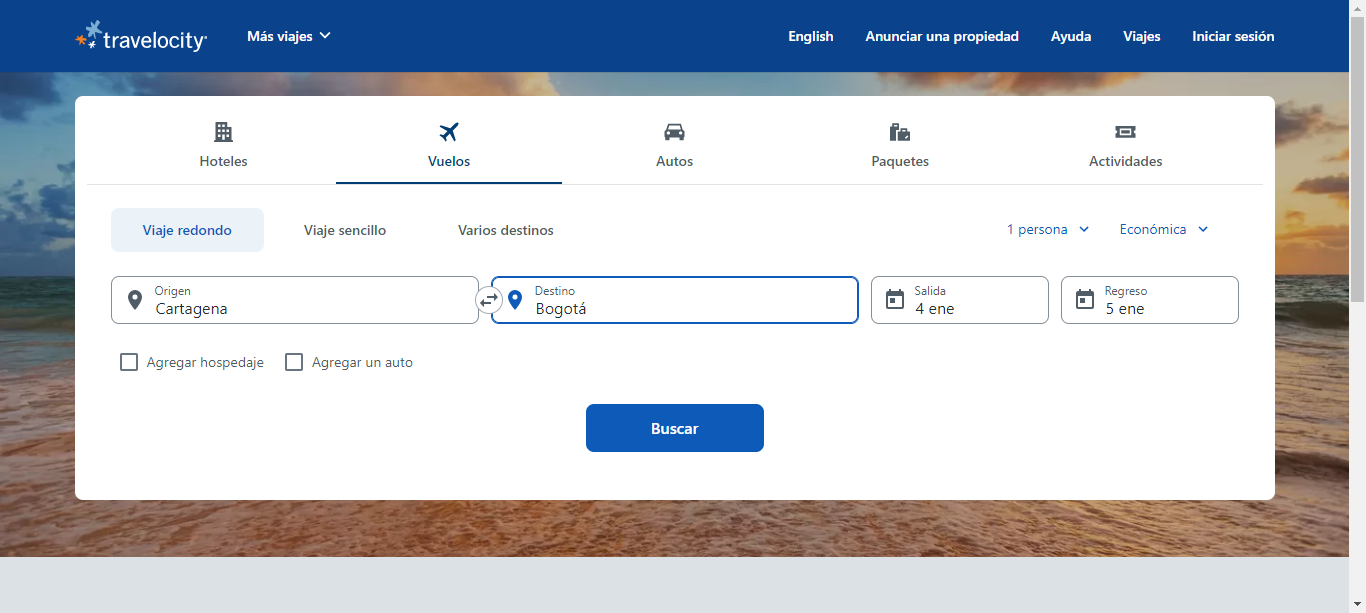 travelocity
Más viajes
English
Anunciar una propiedad
Ayuda
Viajes
Iniciar sesión
Hoteles
Vuelos
Autos
Paquetes
Actividades
Viaje redondo
Viaje sencillo
Varios destinos
1 persona
Económica
Origen
Cartagena
Destino
Bogotá
Salida
4 ene
Regreso
5 ene
Agregar hospedaje
Agregar un auto
Buscar